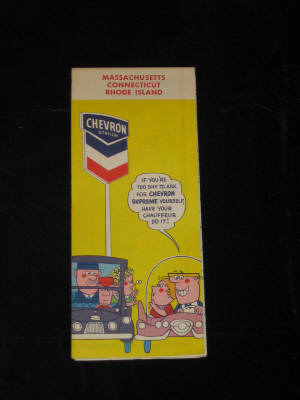 MASSACHUSETTS
CONNECTICUT
RHODE ISLAND
CHEVRON
STATION
IF YOU'RE
TOO SHY TO ASK
FOR CHEVRON
SUPREME YOURSELF,
HAVE YOUR
CHAUFFEUR
DO IT!